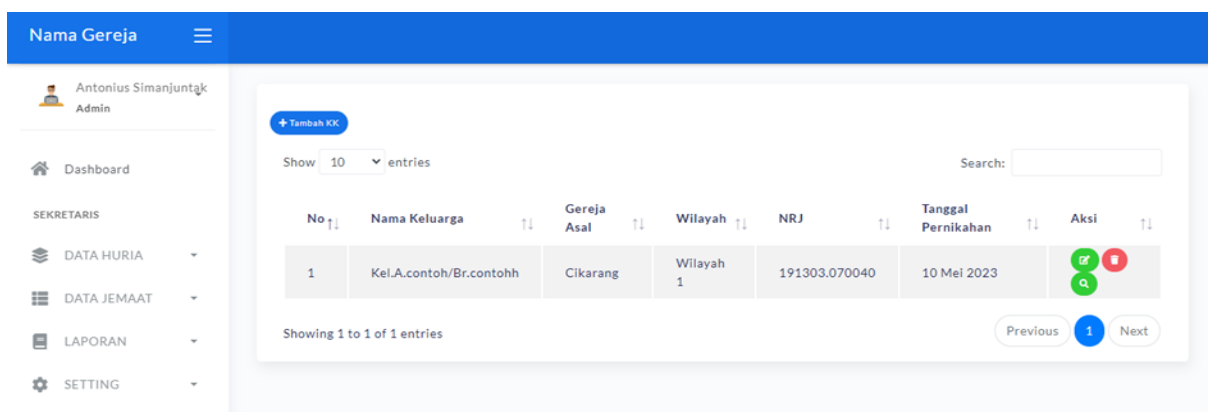 Nama Gereja
Antonius Simanjuntak
Admin
Dashboard
SEKRETARIS
DATA HURIA
DATA JEMAAT
LAPORAN
SETTING
+ Tambah KK
Show 10 entries
Search:
No Nama Keluarga Gereja Asal Wilayah NRJ Tanggal Pernikahan Aksi
1 Kel.A.contoh/Br.contohh Cikarang Wilayah 1 191303.070040 10 Mei 2023
Showing 1 to 1 of 1 entries
Previous 1 Next